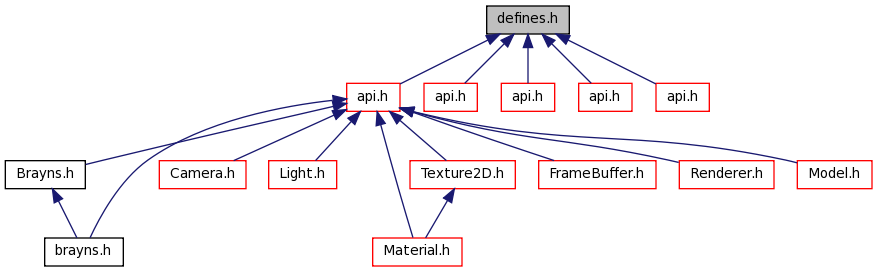 defines.h
api.h
api.h
api.h
api.h
api.h
Brayns.h
Camera.h
Light.h
Texture2D.h
FrameBuffer.h
Renderer.h
Model.h
brayns.h
Material.h